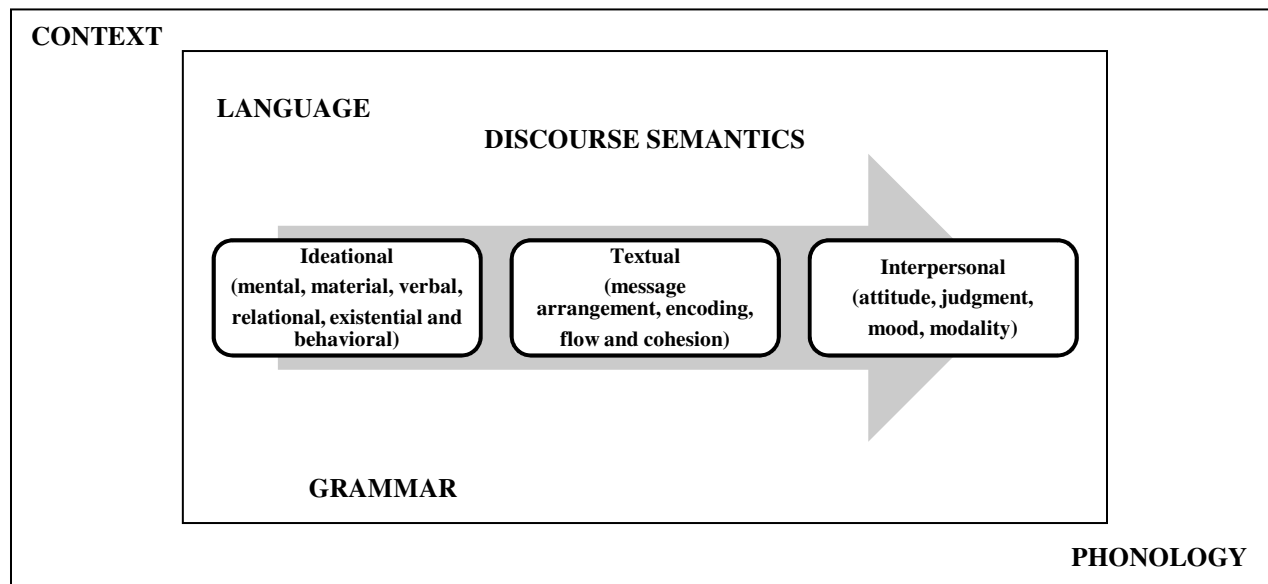 CONTEXT
LANGUAGE
DISCOURSE SEMANTICS
Ideational
(mental, material, verbal,
relational, existential and
behavioral)
Textual
(message
arrangement, encoding,
flow and cohesion)
Interpersonal
(attitude, judgment,
mood, modality)
GRAMMAR
PHONOLOGY